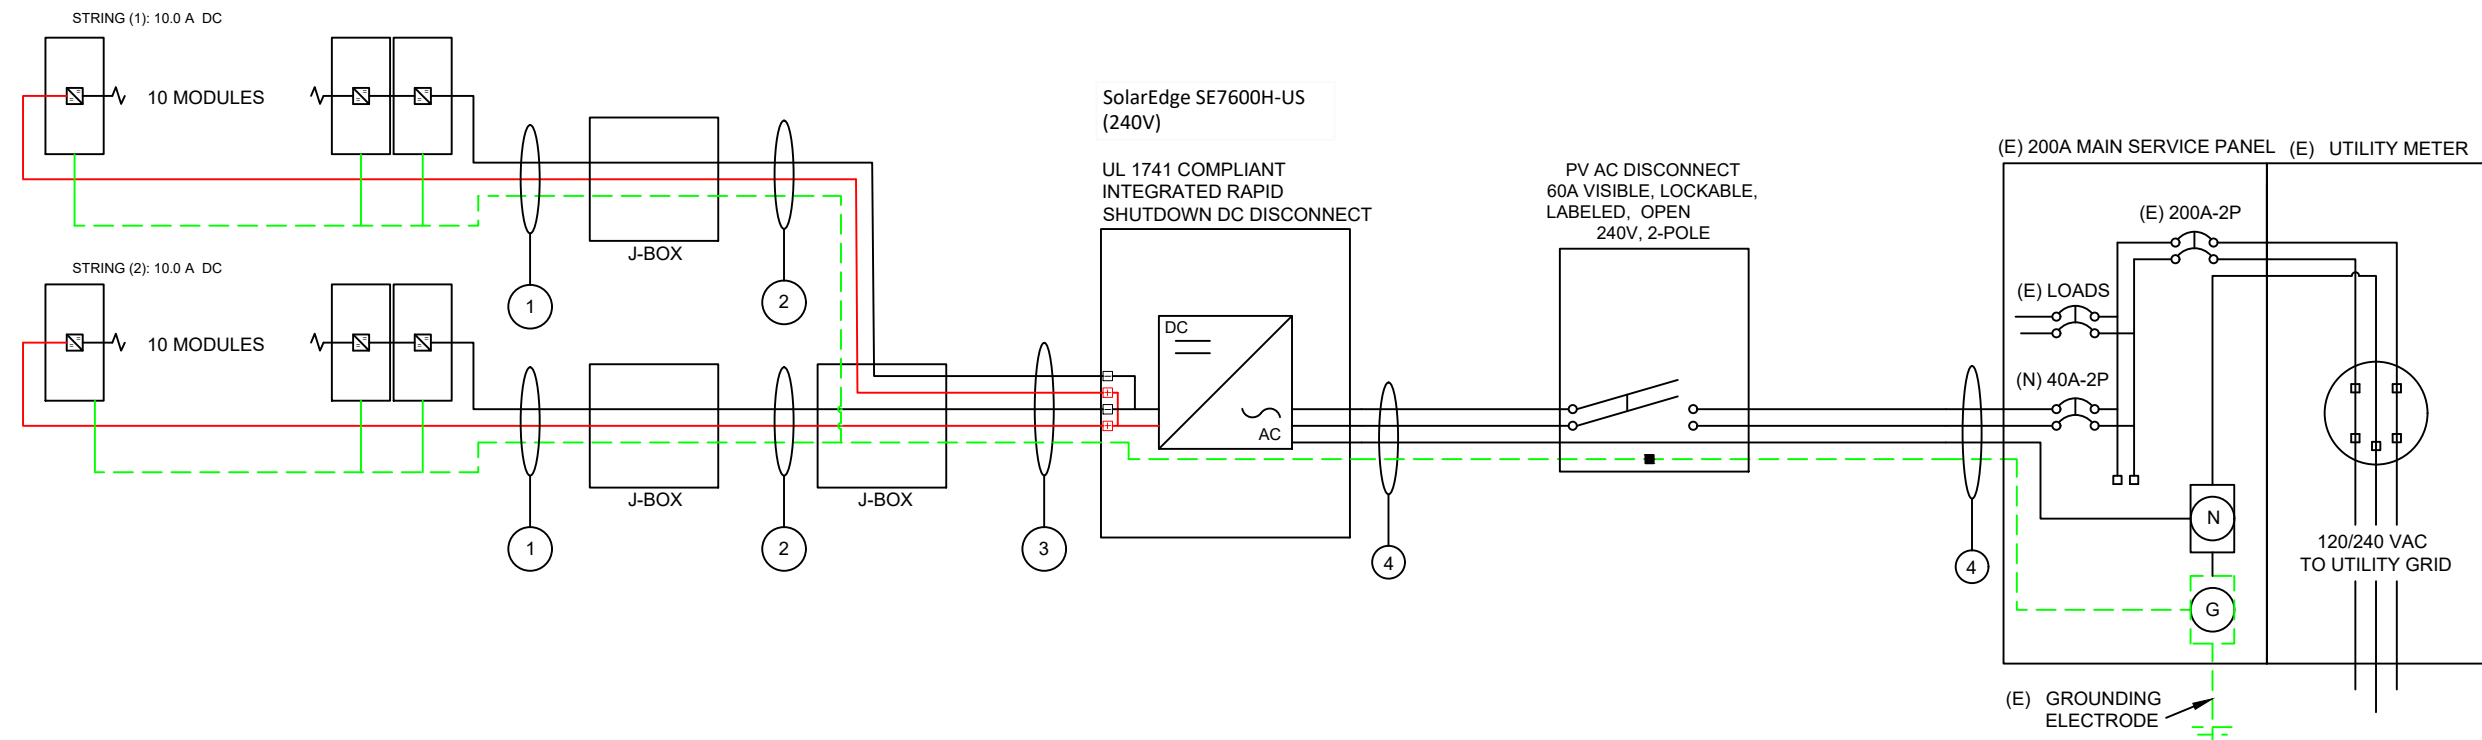 STRING (1): 10.0 A  DC
10 MODULES
J-BOX
1
2
STRING (2): 10.0 A  DC
10 MODULES
J-BOX
J-BOX
1
2
3
SolarEdge SE7600H-US
(240V)
UL 1741 COMPLIANT
INTEGRATED RAPID
SHUTDOWN DC DISCONNECT
DC
AC
4
PV AC DISCONNECT
60A VISIBLE, LOCKABLE,
LABELED,  OPEN
240V, 2-POLE
4
(E) 200A MAIN SERVICE PANEL
(E)   UTILITY METER
(E) 200A-2P
(E) LOADS
(N) 40A-2P
N
G
120/240 VAC
TO UTILITY GRID
(E)   GROUNDING
ELECTRODE